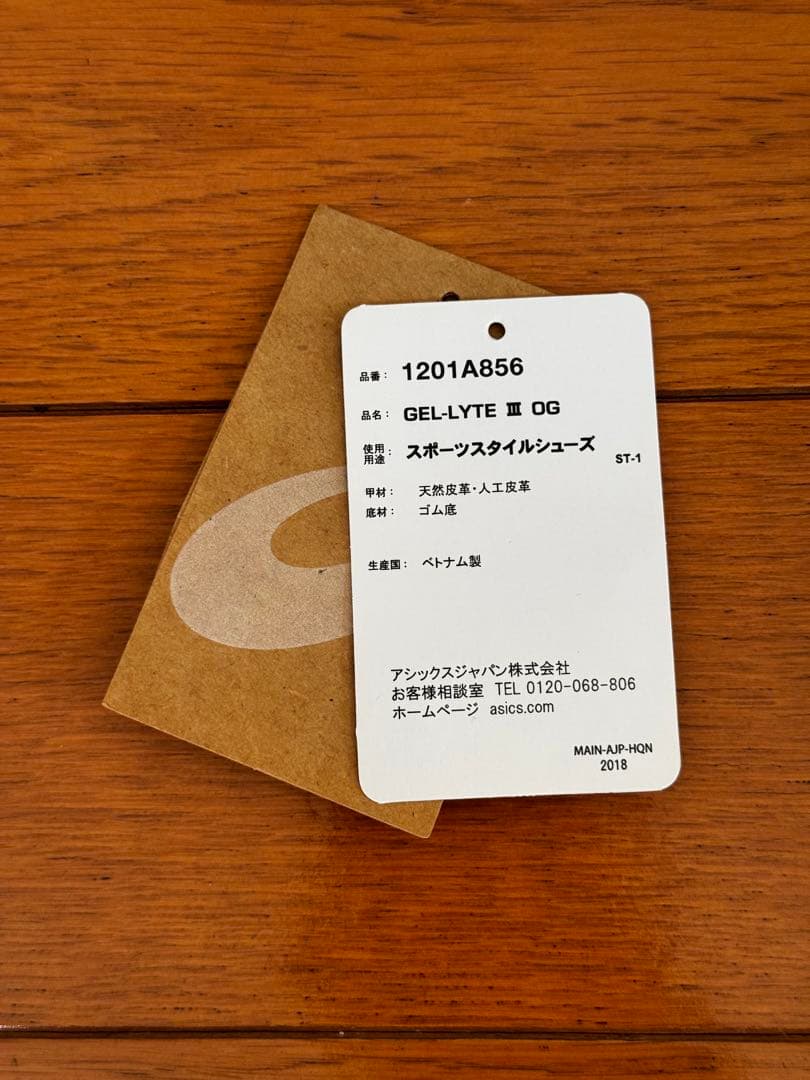 品番： 1201A856
品名： GEL-LYTE Ⅲ OG
使用用途： スポーツスタイルシューズ
ST-1
甲材： 天然皮革・人工皮革
底材： ゴム底
生産国： ベトナム製
アシックスジャパン株式会社
お客様相談室 TEL 0120-068-806
ホームページ asics.com
MAIN-AJP-HQN
2018